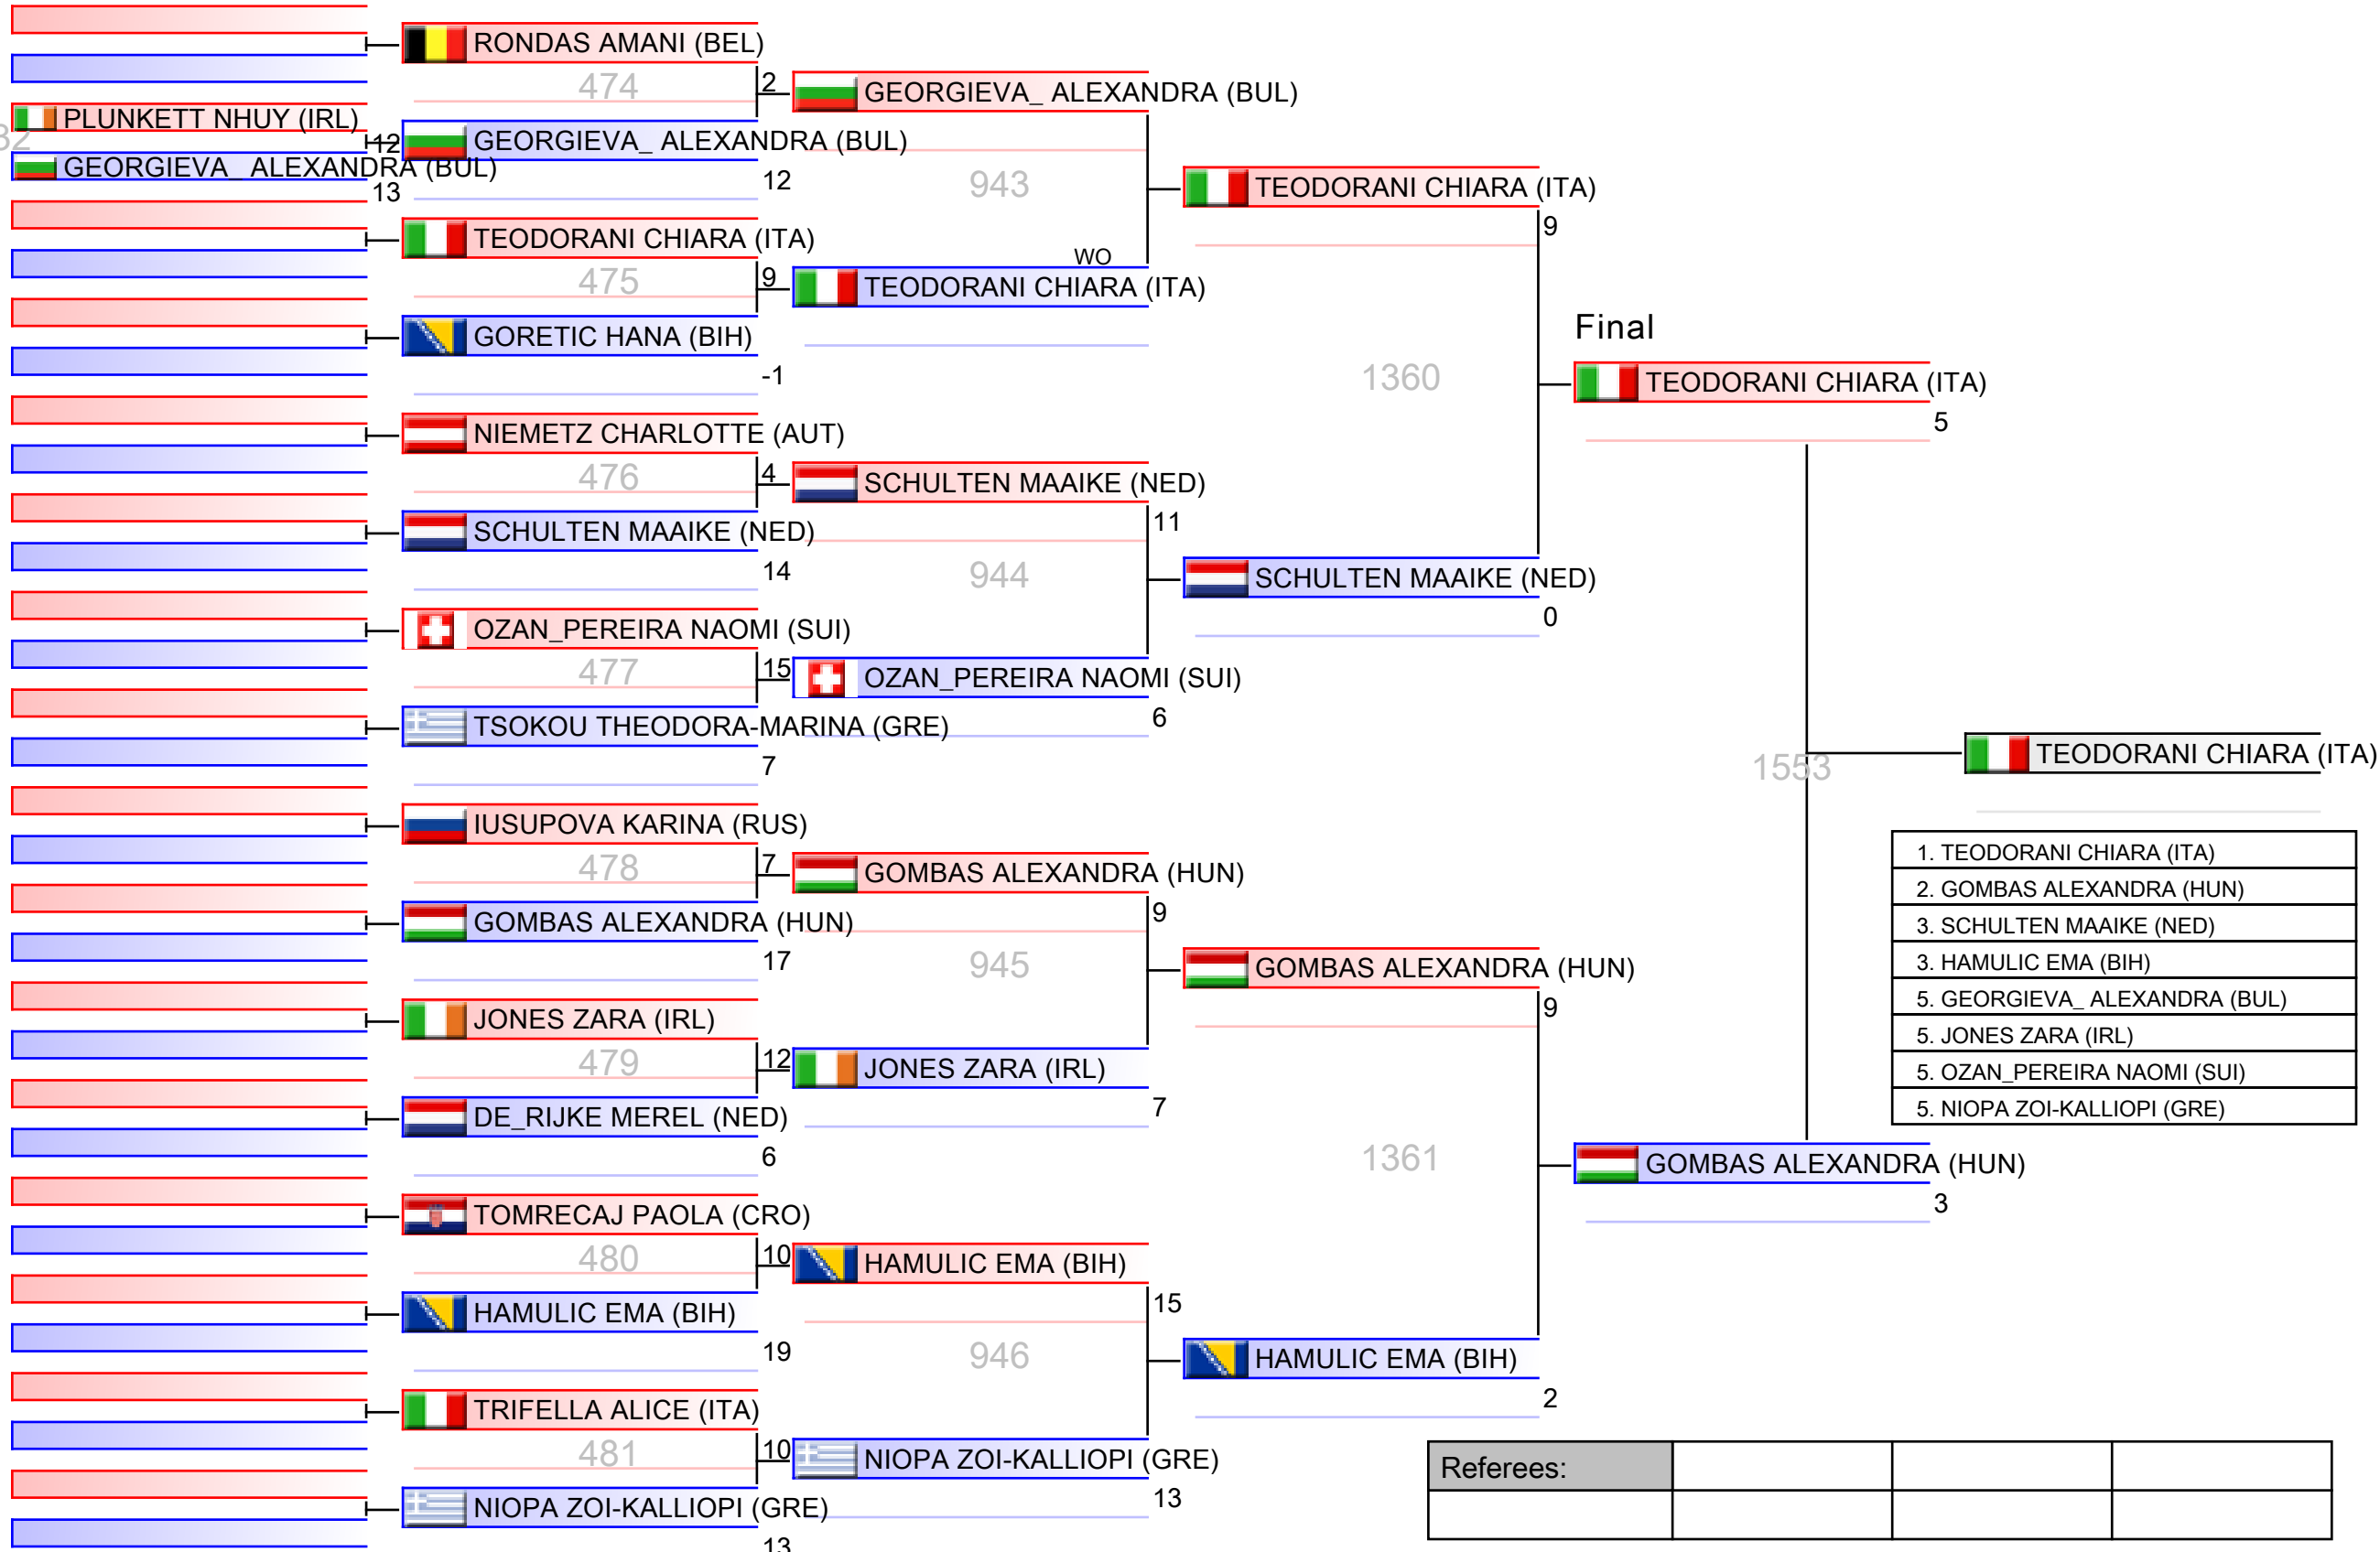 32
PLUNKETT NHUY (IRL)
12
GEORGIEVA_ ALEXANDRA (BUL)
13
RONDAS AMANI (BEL)
474
2
GEORGIEVA_ ALEXANDRA (BUL)
12
TEODORANI CHIARA (ITA)
475
9
GORETIC HANA (BIH)
-1
NIEMETZ CHARLOTTE (AUT)
476
4
SCHULTEN MAAIKE (NED)
14
OZAN_PEREIRA NAOMI (SUI)
477
15
TSOKOU THEODORA-MARINA (GRE)
7
IUSUPOVA KARINA (RUS)
478
7
GOMBAS ALEXANDRA (HUN)
17
JONES ZARA (IRL)
479
12
DE_RIJKE MEREL (NED)
6
TOMRECAJ PAOLA (CRO)
480
10
HAMULIC EMA (BIH)
19
TRIFELLA ALICE (ITA)
481
10
NIOPA ZOI-KALLIOPI (GRE)
13
GEORGIEVA_ ALEXANDRA (BUL)
943
WO
TEODORANI CHIARA (ITA)
SCHULTEN MAAIKE (NED)
11
944
OZAN_PEREIRA NAOMI (SUI)
6
GOMBAS ALEXANDRA (HUN)
9
945
JONES ZARA (IRL)
7
HAMULIC EMA (BIH)
15
946
NIOPA ZOI-KALLIOPI (GRE)
13
TEODORANI CHIARA (ITA)
9
1360
SCHULTEN MAAIKE (NED)
0
GOMBAS ALEXANDRA (HUN)
9
1361
HAMULIC EMA (BIH)
2
Final
TEODORANI CHIARA (ITA)
5
1553
GOMBAS ALEXANDRA (HUN)
3
TEODORANI CHIARA (ITA)
1. TEODORANI CHIARA (ITA)
2. GOMBAS ALEXANDRA (HUN)
3. SCHULTEN MAAIKE (NED)
3. HAMULIC EMA (BIH)
5. GEORGIEVA_ ALEXANDRA (BUL)
5. JONES ZARA (IRL)
5. OZAN_PEREIRA NAOMI (SUI)
5. NIOPA ZOI-KALLIOPI (GRE)
Referees: